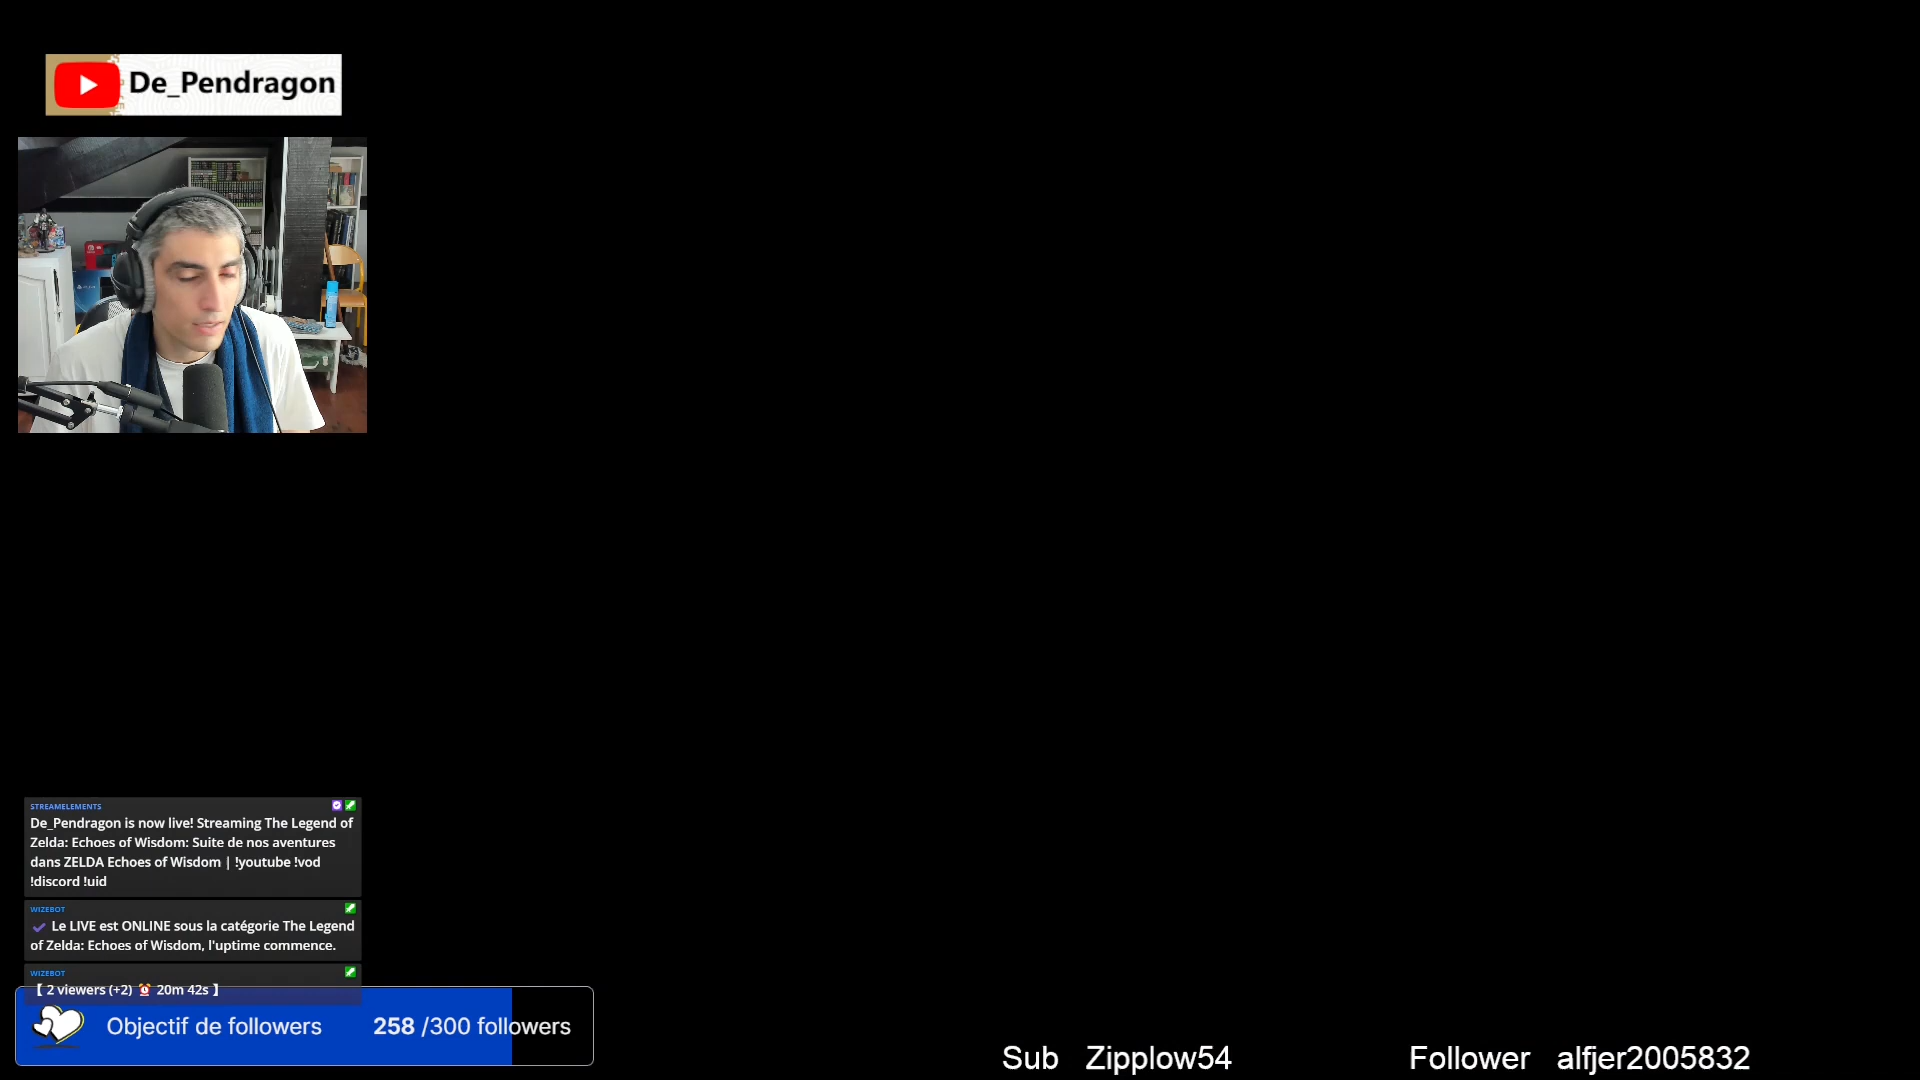 De_Pendragon
STREAMELEMENTS
De_Pendragon is now live! Streaming The Legend of
Zelda: Echoes of Wisdom: Suite de nos aventures
dans ZELDA Echoes of Wisdom | !youtube !vod
!discord !uid
WIZEBOT
Le LIVE est ONLINE sous la catégorie The Legend
of Zelda: Echoes of Wisdom, l'uptime commence.
WIZEBOT
【 2 viewers (+2) ⏰ 20m 42s 】
Objectif de followers 258 /300 followers
Sub Zipplow54 Follower alfjer2005832